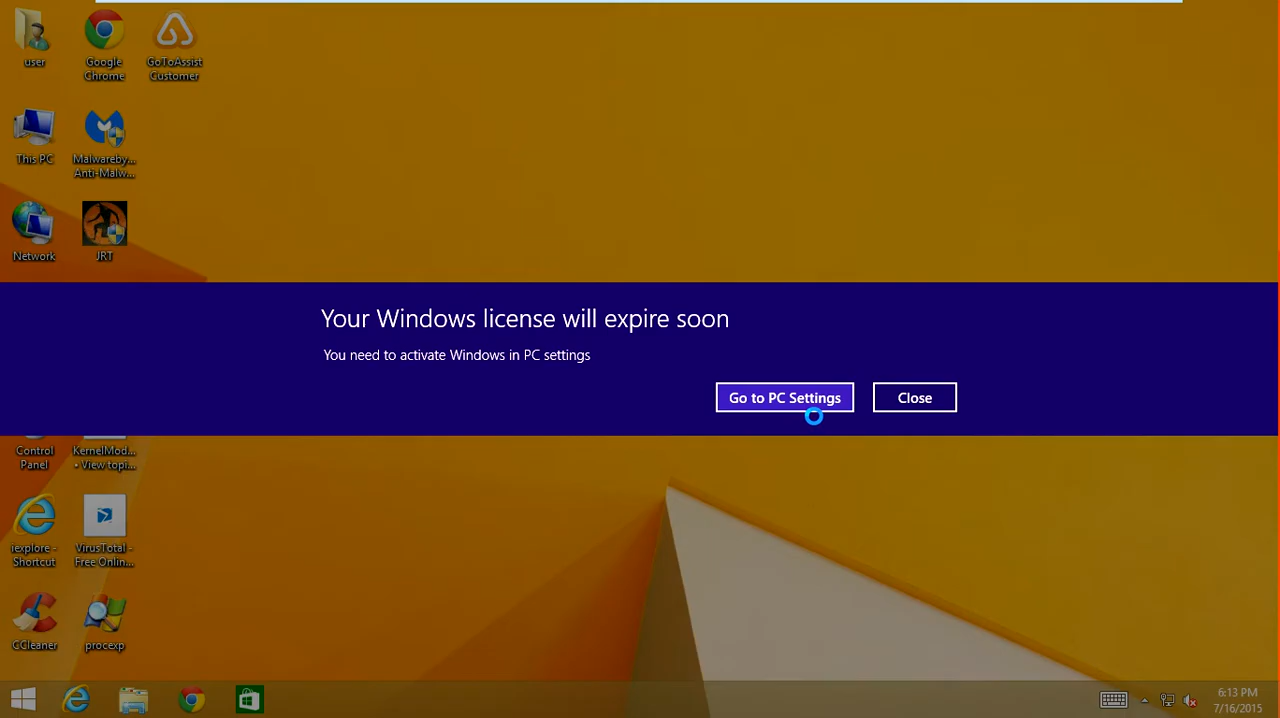 user
Google
Chrome
GoToAssist
Customer
This PC
Malwareby...
Anti-Malw...
Network
JRT
Your Windows license will expire soon
You need to activate Windows in PC settings
Go to PC Settings
Close
Control
Panel
KernelMod...
- View topi...
iexplore -
Shortcut
VirusTotal -
Free Onlin...
CCleaner
procexp
6:13 PM
7/16/2015